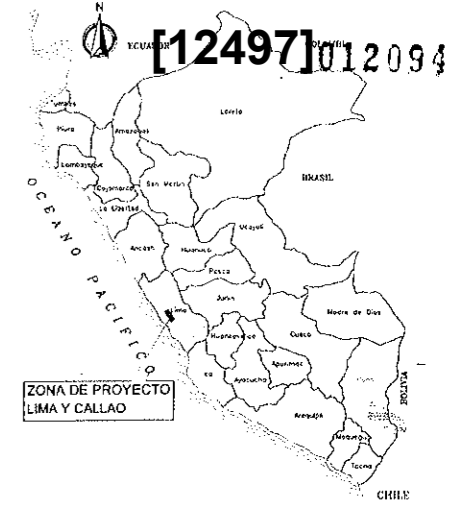 N
ECUADOR
[12497]
COLOMBIA
012094
Tumbes
Piura
Amazonas
Loreto
Lambayeque
Cajamarca
San Martin
BRASIL
La Libertad
OCEANO PACIFICO
Ancash
Huanuco
Ucayali
Pasco
Lima
Junin
Madre de Dios
Huancavelica
Cusco
Ica
Ayacucho
Apurimac
Puno
BOLIVIA
ZONA DE PROYECTO
LIMA Y CALLAO
Arequipa
Moquegua
Tacna
CHILE